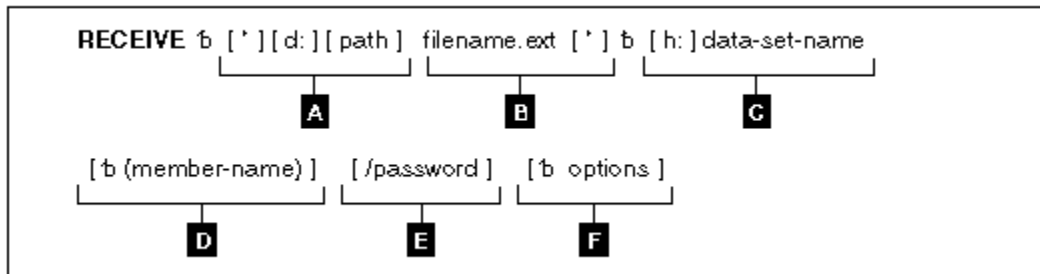 RECEIVE ƀ [ ' ] [ d: ] [ path ] filename.ext [ ' ] ƀ [ h: ] data-set-name
A B C
[ ƀ (member-name) ] [ /password ] [ ƀ options ]
D E F